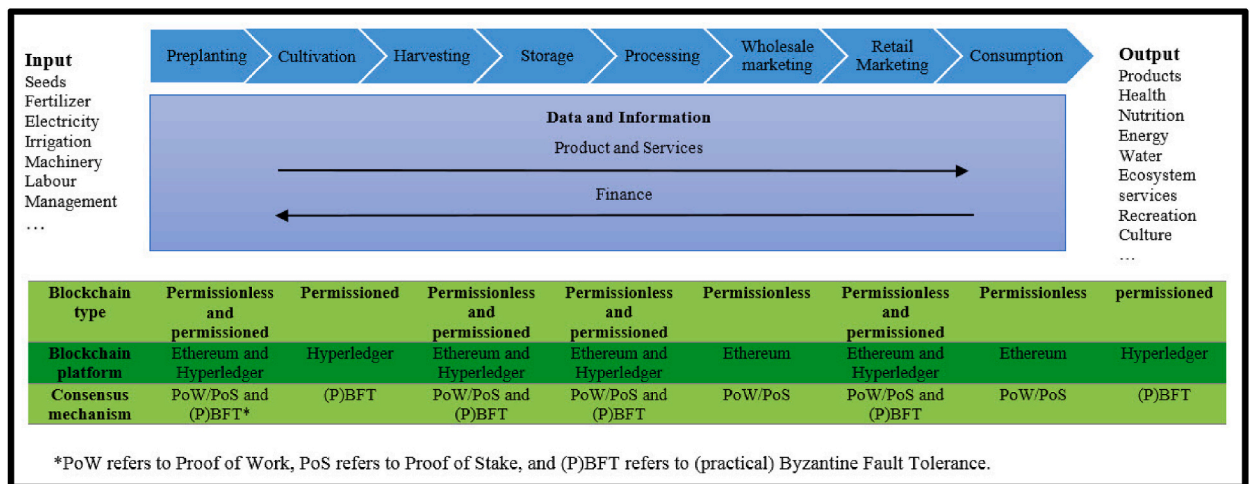 Input
Seeds
Fertilizer
Electricity
Irrigation
Machinery
Labour
Management
…
Preplanting
Cultivation
Harvesting
Storage
Processing
Wholesale
marketing
Retail
Marketing
Consumption
Data and Information
Product and Services
Finance
Output
Products
Health
Nutrition
Energy
Water
Ecosystem
services
Recreation
Culture
…
Blockchain
type
Permissionless
and
permissioned
Permissioned
Permissionless
and
permissioned
Permissionless
and
permissioned
Permissionless
Permissionless
and
permissioned
Permissionless
permissioned
Blockchain
platform
Ethereum and
Hyperledger
Hyperledger
Ethereum and
Hyperledger
Ethereum and
Hyperledger
Ethereum
Ethereum and
Hyperledger
Ethereum
Hyperledger
Consensus
mechanism
PoW/PoS and
(P)BFT*
(P)BFT
PoW/PoS and
(P)BFT
PoW/PoS and
(P)BFT
PoW/PoS
PoW/PoS and
(P)BFT
PoW/PoS
(P)BFT
*PoW refers to Proof of Work, PoS refers to Proof of Stake, and (P)BFT refers to (practical) Byzantine Fault Tolerance.